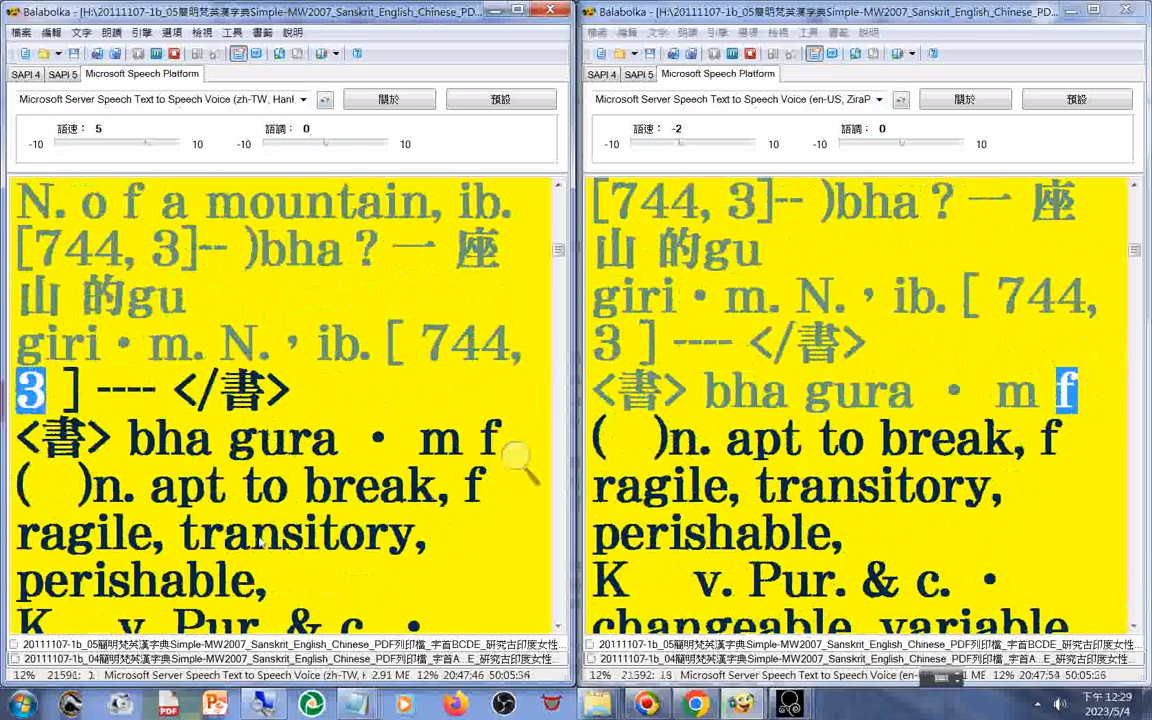 Balabolka - [H:\20111107-1b_05簡明梵英漢字典Simple-MW2007_Sanskrit_English_Chinese_PD...
檔案 編輯 文字 朗讀 引擎 選項 檢視 工具 書籤 說明
SAPI 4 SAPI 5 Microsoft Speech Platform
Microsoft Server Speech Text to Speech Voice (zh-TW, Hanl
關於 預設
語速： 5 語調： 0
-10 10 -10 10
N. o f a mountain, ib.
[744, 3]-- )bha ? 一 座
山 的gu
giri • m. N. , ib. [ 744,
3 ] ---- </書>
<書> bha gura • m f
( )n. apt to break, f
ragile, transitory,
perishable,
K v. Pur. & c. •
20111107-1b_05簡明梵英漢字典Simple-MW2007_Sanskrit_English_Chinese_PDF列印檔_字首BCDE_研究古印度女性...
20111107-1b_04簡明梵英漢字典Simple-MW2007_Sanskrit_English_Chinese_PDF列印檔_字首A...E_研究古印度女性...
12% 21591: 1 Microsoft Server Speech Text to Speech Voice (zh-TW, H 2.91 ME 12% 20:47:46 50:05:34
Balabolka - [H:\20111107-1b_05簡明梵英漢字典Simple-MW2007_Sanskrit_English_Chinese_PD...
檔案 編輯 文字 朗讀 引擎 選項 檢視 工具 書籤 說明
SAPI 4 SAPI 5 Microsoft Speech Platform
Microsoft Server Speech Text to Speech Voice (en-US, ZiraP
關於 預設
語速： -2 語調： 0
-10 10 -10 10
[744, 3]-- )bha ? 一 座
山 的gu
giri • m. N. , ib. [ 744,
3 ] ---- </書>
<書> bha gura • m f
( )n. apt to break, f
ragile, transitory,
perishable,
K v. Pur. & c. •
changeable, variable
20111107-1b_05簡明梵英漢字典Simple-MW2007_Sanskrit_English_Chinese_PDF列印檔_字首BCDE_研究古印度女性...
20111107-1b_04簡明梵英漢字典Simple-MW2007_Sanskrit_English_Chinese_PDF列印檔_字首A...E_研究古印度女性...
12% 21592: 18 Microsoft Server Speech Text to Speech Voice 12% 20:47:54 50:05:36
PDF
下午 12:29
2023/5/4